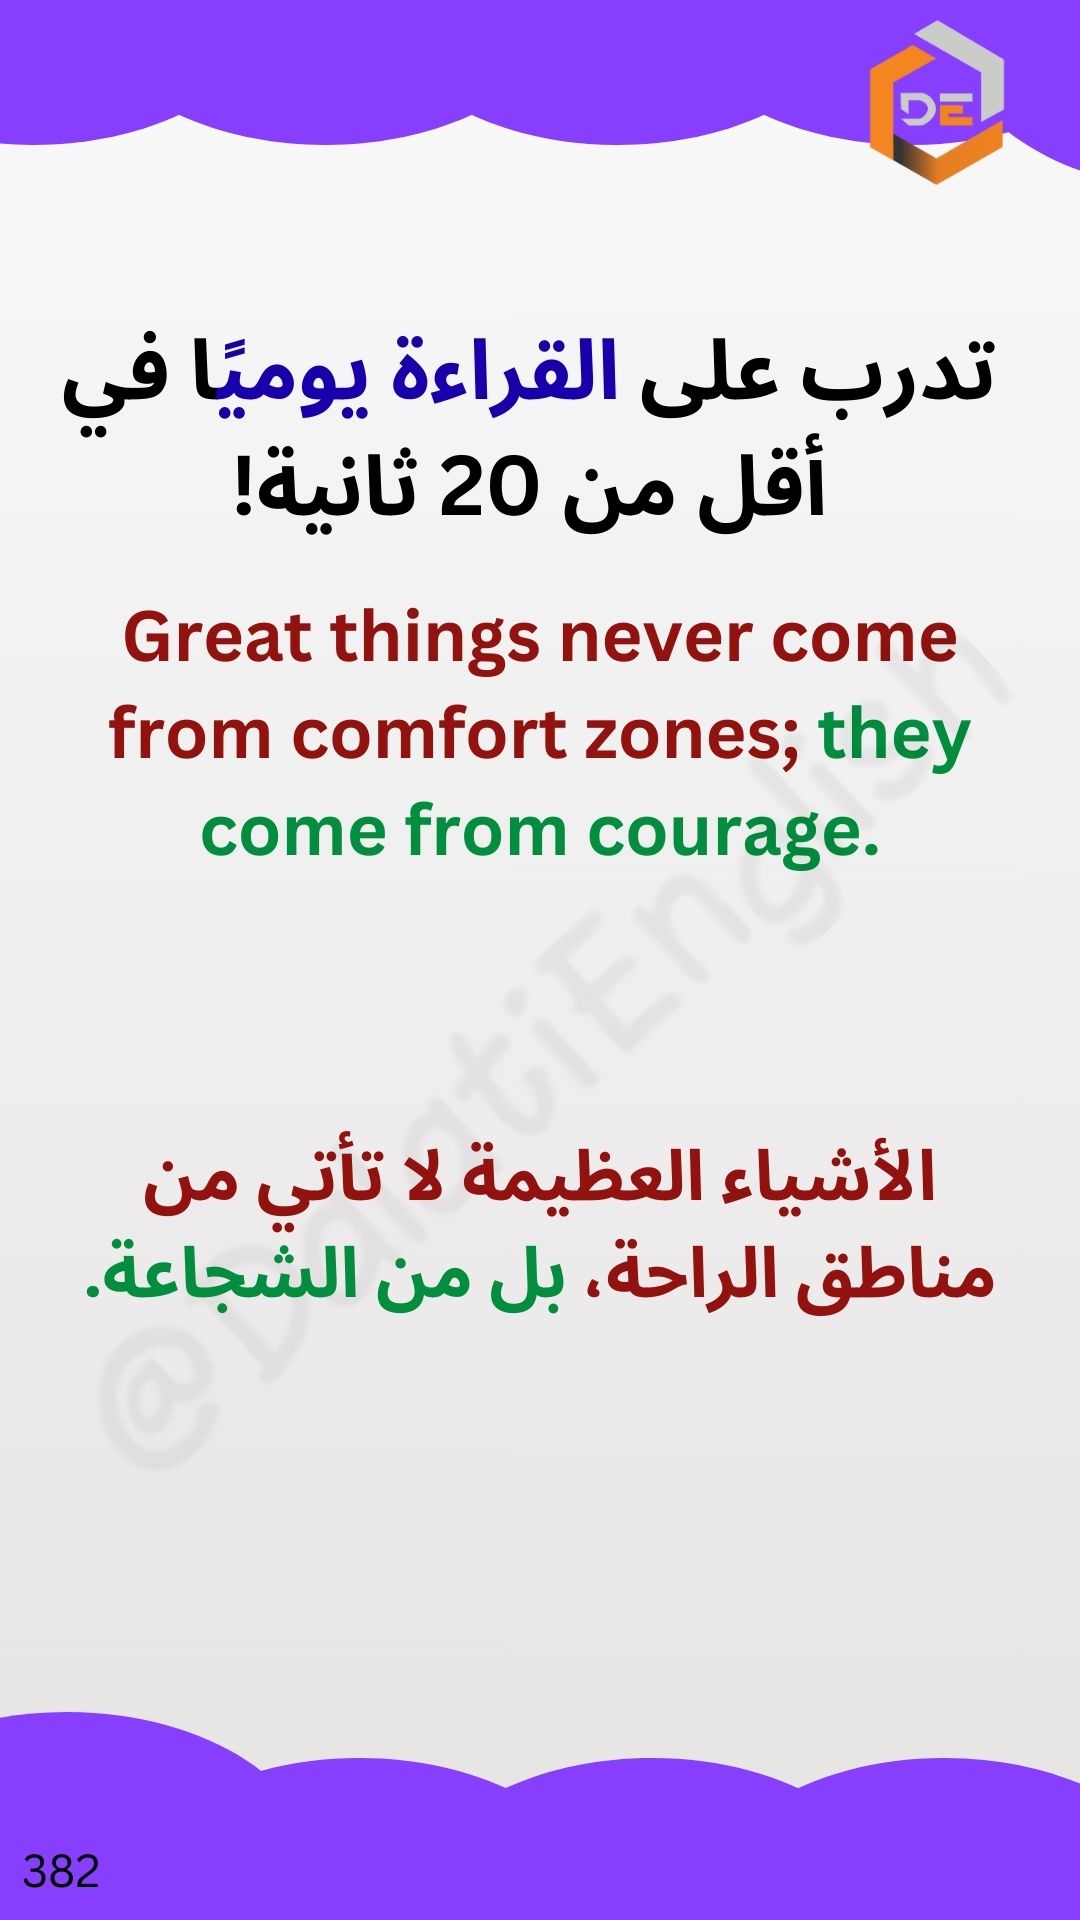 DE
تدرب على القراءة يوميًا في
أقل من 20 ثانية!
Great things never come
from comfort zones; they
come from courage.
@DalatiEnglish
الأشياء العظيمة لا تأتي من
مناطق الراحة، بل من الشجاعة.
382